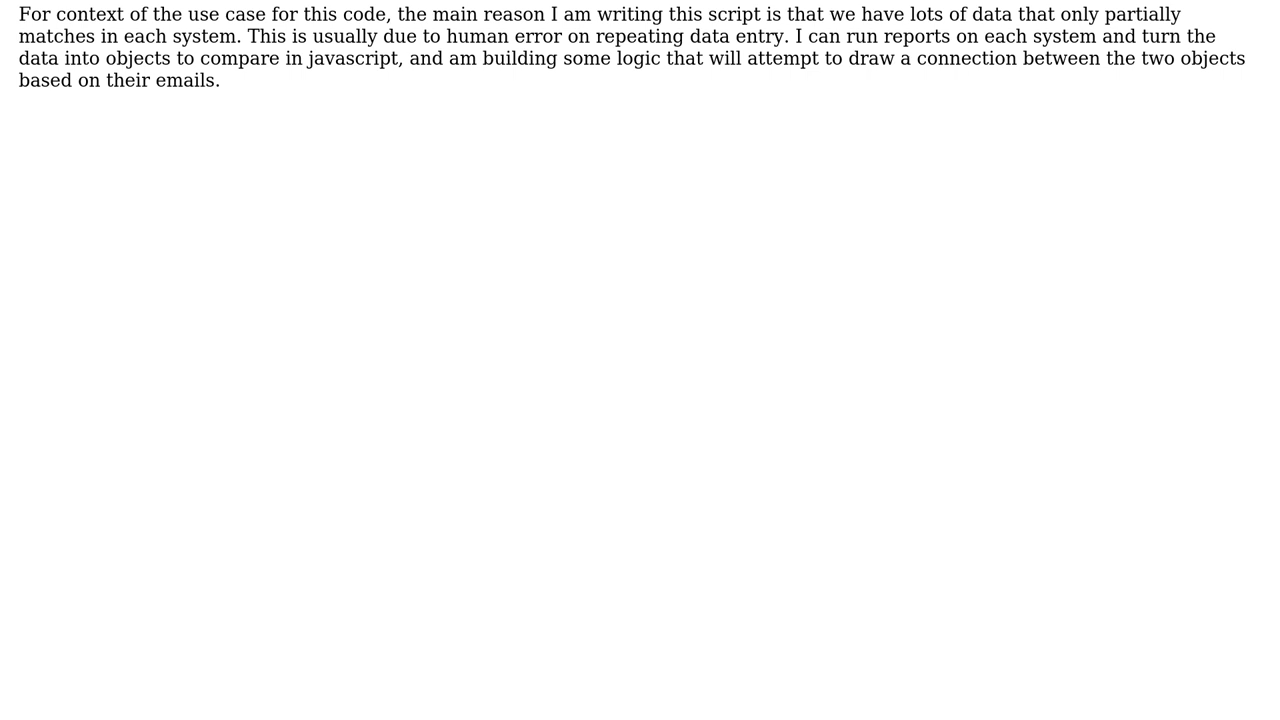 For context of the use case for this code, the main reason I am writing this script is that we have lots of data that only partially
matches in each system. This is usually due to human error on repeating data entry. I can run reports on each system and turn the
data into objects to compare in javascript, and am building some logic that will attempt to draw a connection between the two objects
based on their emails.